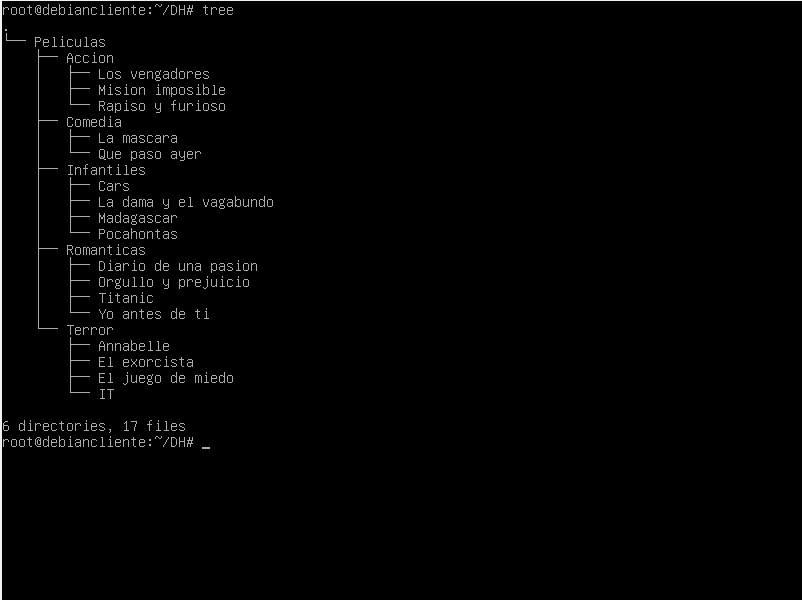 root@debiancliente:~/DH# tree
.
└── Peliculas
    ├── Accion
    │   ├── Los vengadores
    │   ├── Mision imposible
    │   └── Rapiso y furioso
    ├── Comedia
    │   ├── La mascara
    │   └── Que paso ayer
    ├── Infantiles
    │   ├── Cars
    │   ├── La dama y el vagabundo
    │   ├── Madagascar
    │   └── Pocahontas
    ├── Romanticas
    │   ├── Diario de una pasion
    │   ├── Orgullo y prejuicio
    │   ├── Titanic
    │   └── Yo antes de ti
    └── Terror
        ├── Annabelle
        ├── El exorcista
        ├── El juego de miedo
        └── IT

6 directories, 17 files
root@debiancliente:~/DH# _